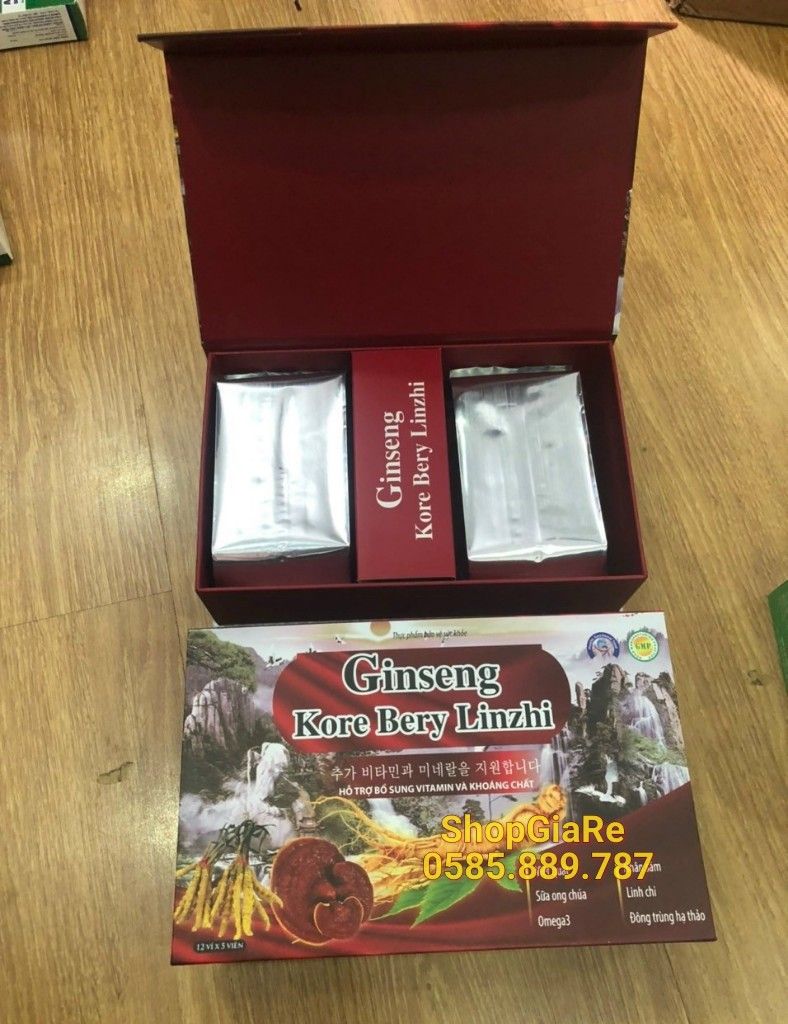 Ginseng
Kore Bery Linzhi
Thực phẩm bảo vệ sức khỏe
GMP
Ginseng
Kore Bery Linzhi
추가 비타민과 미네랄을 지원합니다
HỖ TRỢ BỔ SUNG VITAMIN VÀ KHOÁNG CHẤT
ShopGiaRe
0585.889.787
Sữa ong chúa
Linh chi
Omega3
Đông trùng hạ thảo
12 VỈ X 5 VIÊN